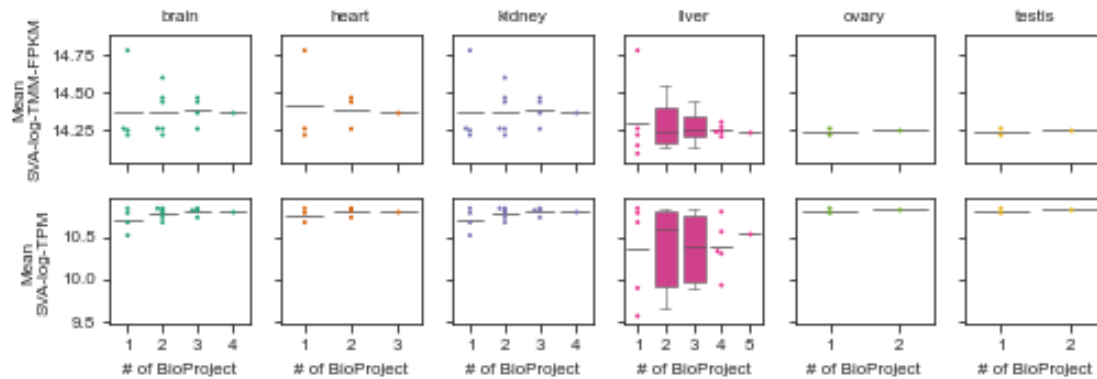 brain heart kidney liver ovary testis
Mean
SVA-log-TMM-FPKM
14.75
14.50
14.25
Mean
SVA-log-TPM
10.5
10.0
9.5
1 2 3 4 1 2 3 1 2 3 4 1 2 3 4 5 1 2 1 2
# of BioProject # of BioProject # of BioProject # of BioProject # of BioProject # of BioProject